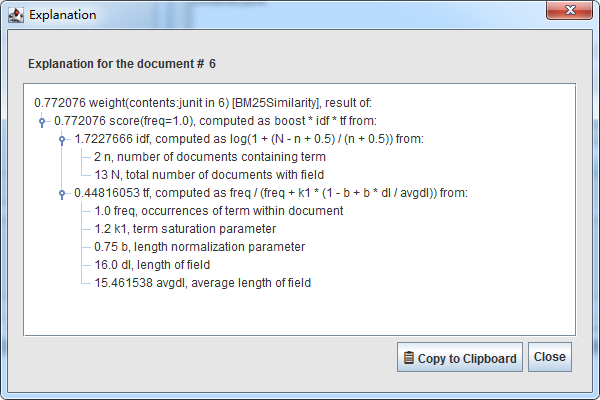 Explanation
Explanation for the document # 6
0.772076 weight(contents:junit in 6) [BM25Similarity], result of:
0.772076 score(freq=1.0), computed as boost * idf * tf from:
1.7227666 idf, computed as log(1 + (N - n + 0.5) / (n + 0.5)) from:
2 n, number of documents containing term
13 N, total number of documents with field
0.44816053 tf, computed as freq / (freq + k1 * (1 - b + b * dl / avgdl)) from:
1.0 freq, occurrences of term within document
1.2 k1, term saturation parameter
0.75 b, length normalization parameter
16.0 dl, length of field
15.461538 avgdl, average length of field
Copy to Clipboard Close